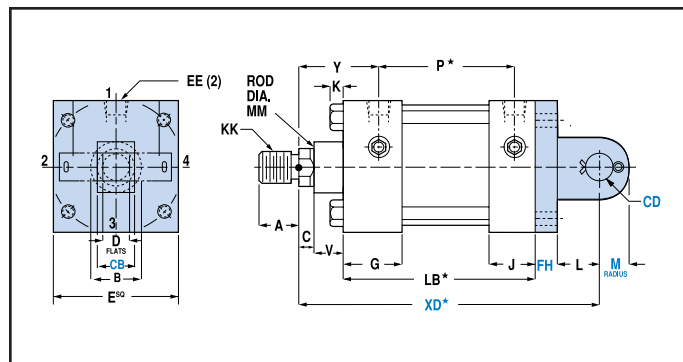 EE (2)
1
2
4
3
D
FLATS
CB
B
E SQ
Y
P★
K
ROD
DIA.
MM
KK
A
C
V
G
J
FH
L
M
RADIUS
CD
LB★
XD★